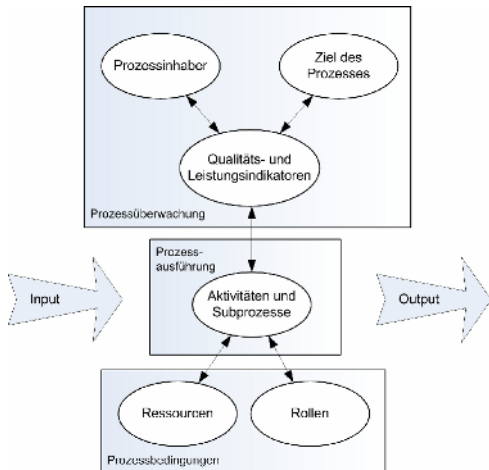 Prozessinhaber
Ziel des
Prozesses
Qualitäts- und
Leistungsindikatoren
Prozessüberwachung
Prozess-
ausführung
Input
Aktivitäten und
Subprozesse
Output
Ressourcen
Rollen
Prozessbedingungen